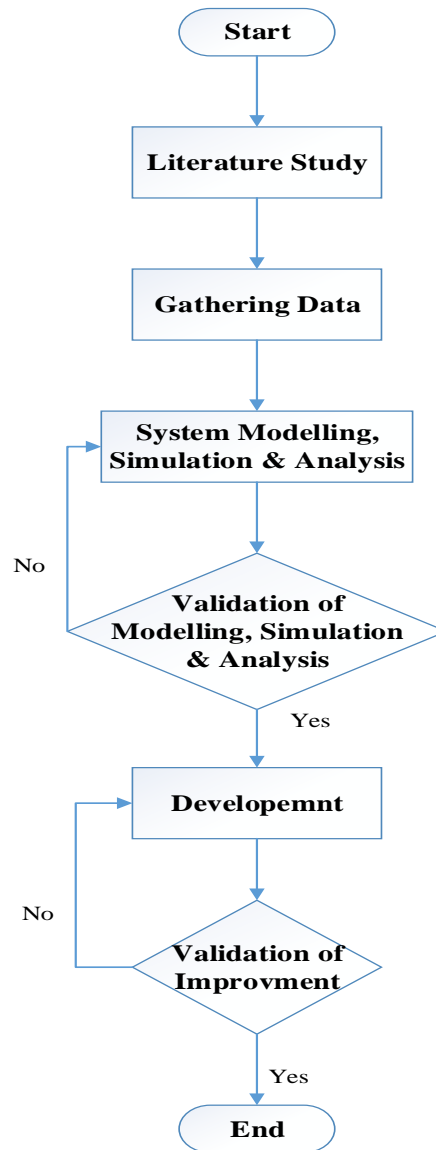 Start
Literature Study
Gathering Data
System Modelling,
Simulation & Analysis
No
Validation of
Modelling, Simulation
& Analysis
Yes
Developemnt
No
Validation of
Improvment
Yes
End